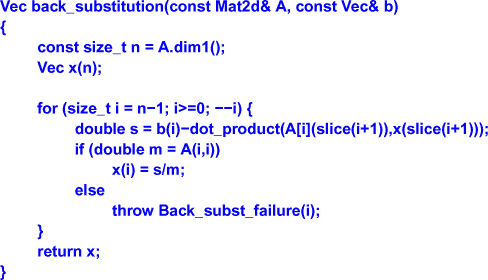 Vec back_substitution(const Mat2d& A, const Vec& b)
{
const size_t n = A.dim1();
Vec x(n);
for (size_t i = n−1; i>=0; −−i) {
double s = b(i)−dot_product(A[i](slice(i+1)),x(slice(i+1)));
if (double m = A(i,i))
x(i) = s/m;
else
throw Back_subst_failure(i);
}
return x;
}